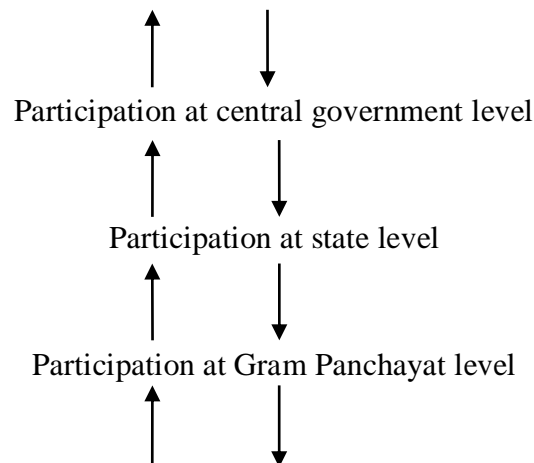 Participation at central government level
Participation at state level
Participation at Gram Panchayat level